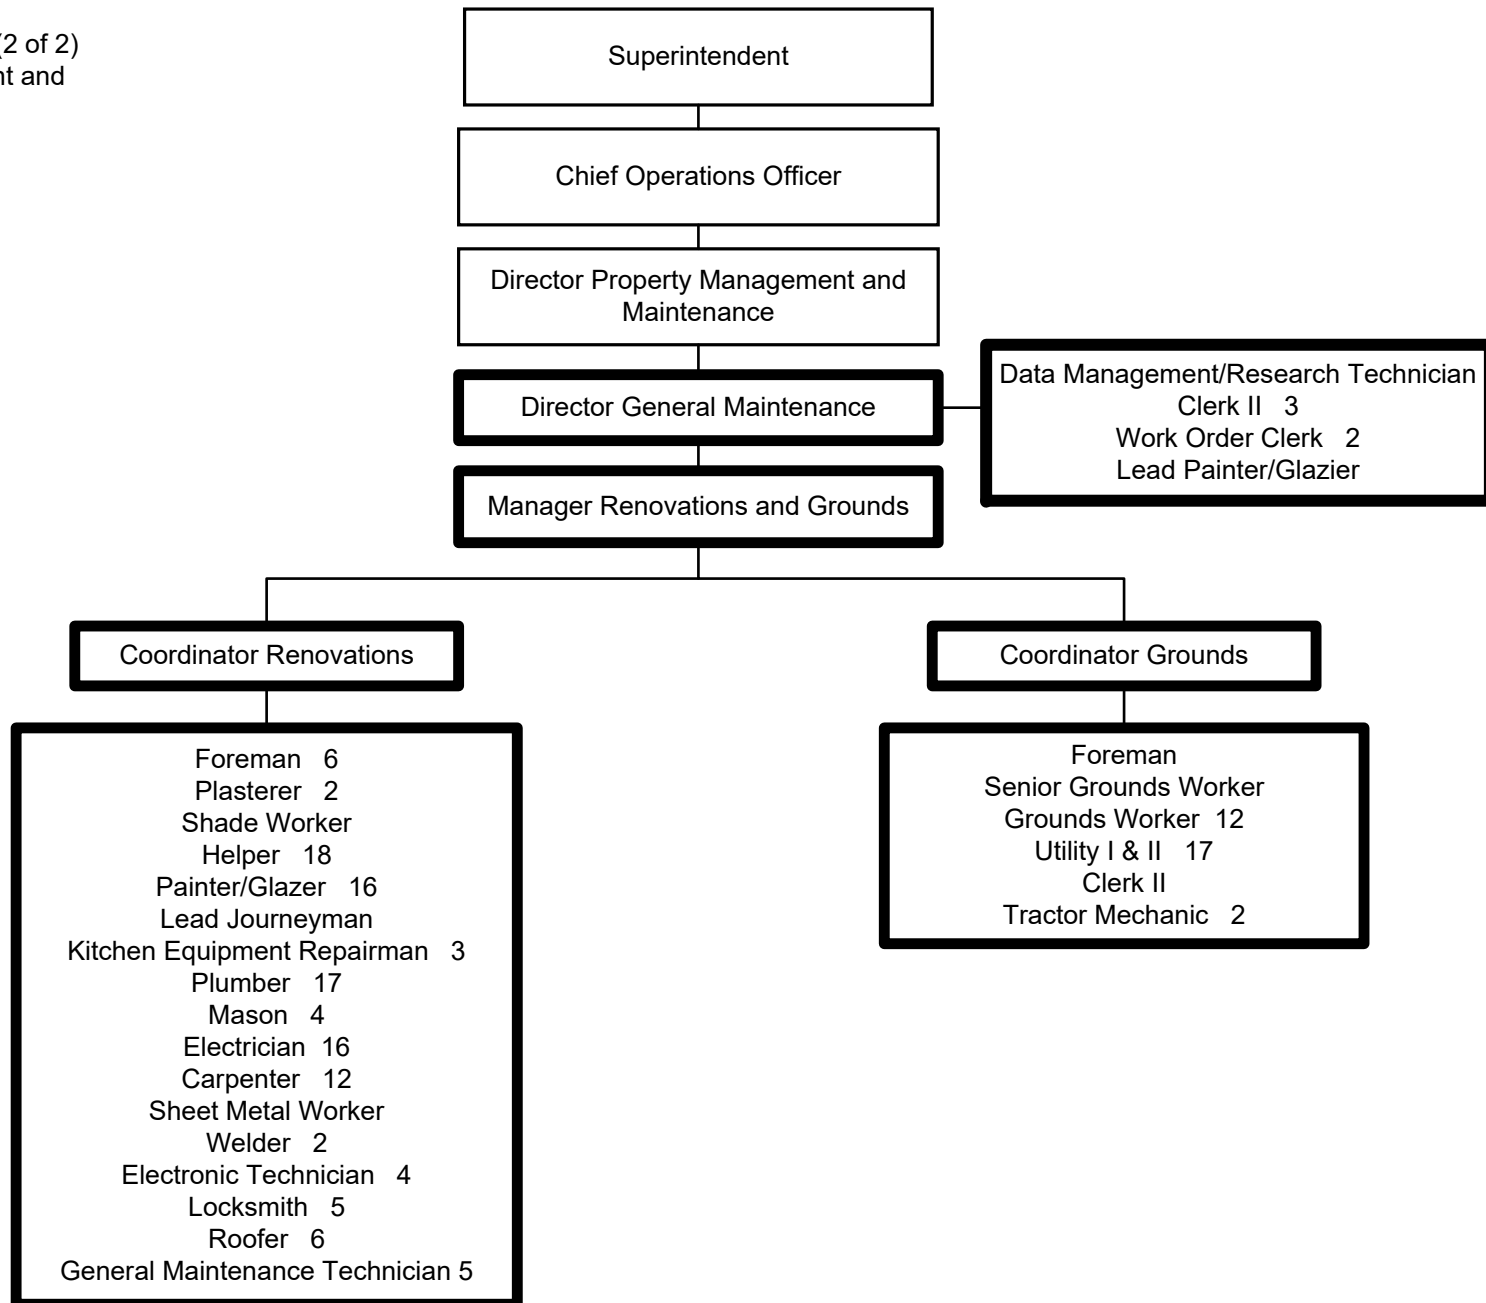 (2 of 2)
nt and
Superintendent
Chief Operations Officer
Director Property Management and
Maintenance
Director General Maintenance
Data Management/Research Technician
Clerk II 3
Work Order Clerk 2
Lead Painter/Glazier
Manager Renovations and Grounds
Coordinator Renovations
Coordinator Grounds
Foreman 6
Plasterer 2
Shade Worker
Helper 18
Painter/Glazer 16
Lead Journeyman
Kitchen Equipment Repairman 3
Plumber 17
Mason 4
Electrician 16
Carpenter 12
Sheet Metal Worker
Welder 2
Electronic Technician 4
Locksmith 5
Roofer 6
General Maintenance Technician 5
Foreman
Senior Grounds Worker
Grounds Worker 12
Utility I & II 17
Clerk II
Tractor Mechanic 2